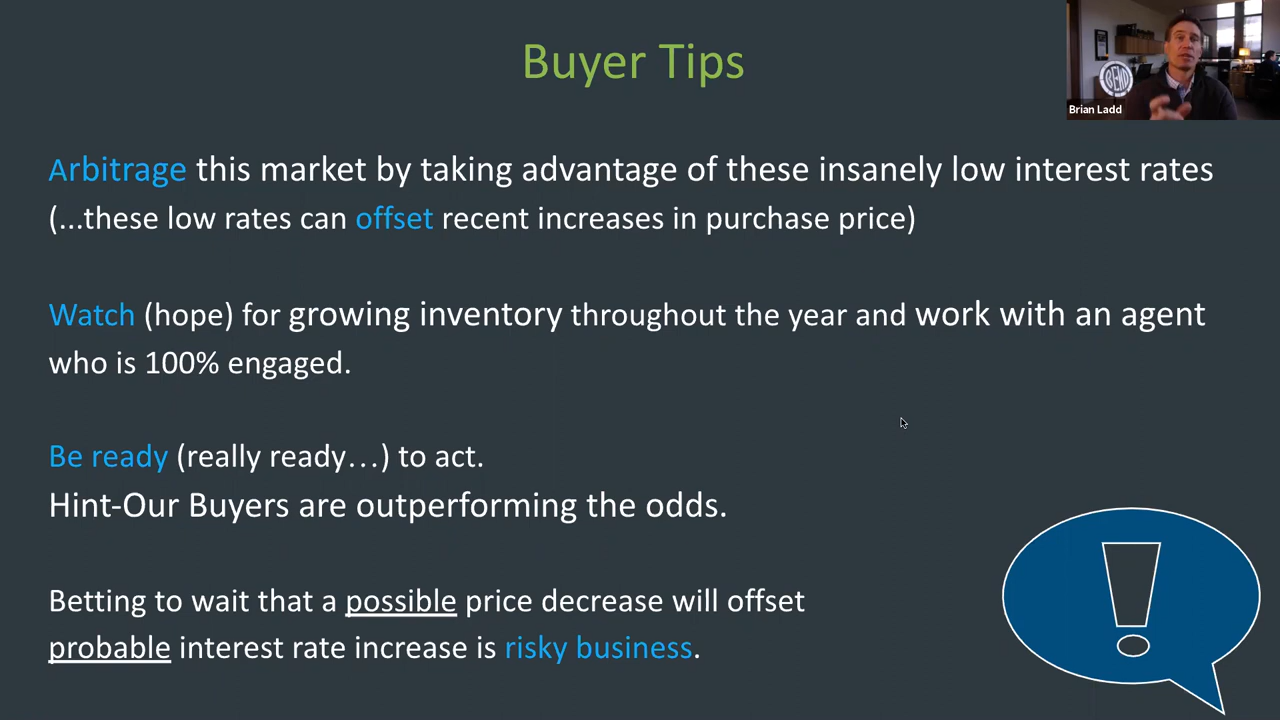 Buyer Tips
BEND
Brian Ladd
Arbitrage this market by taking advantage of these insanely low interest rates
(...these low rates can offset recent increases in purchase price)
Watch (hope) for growing inventory throughout the year and work with an agent
who is 100% engaged.
Be ready (really ready...) to act.
Hint-Our Buyers are outperforming the odds.
Betting to wait that a possible price decrease will offset
probable interest rate increase is risky business.
!